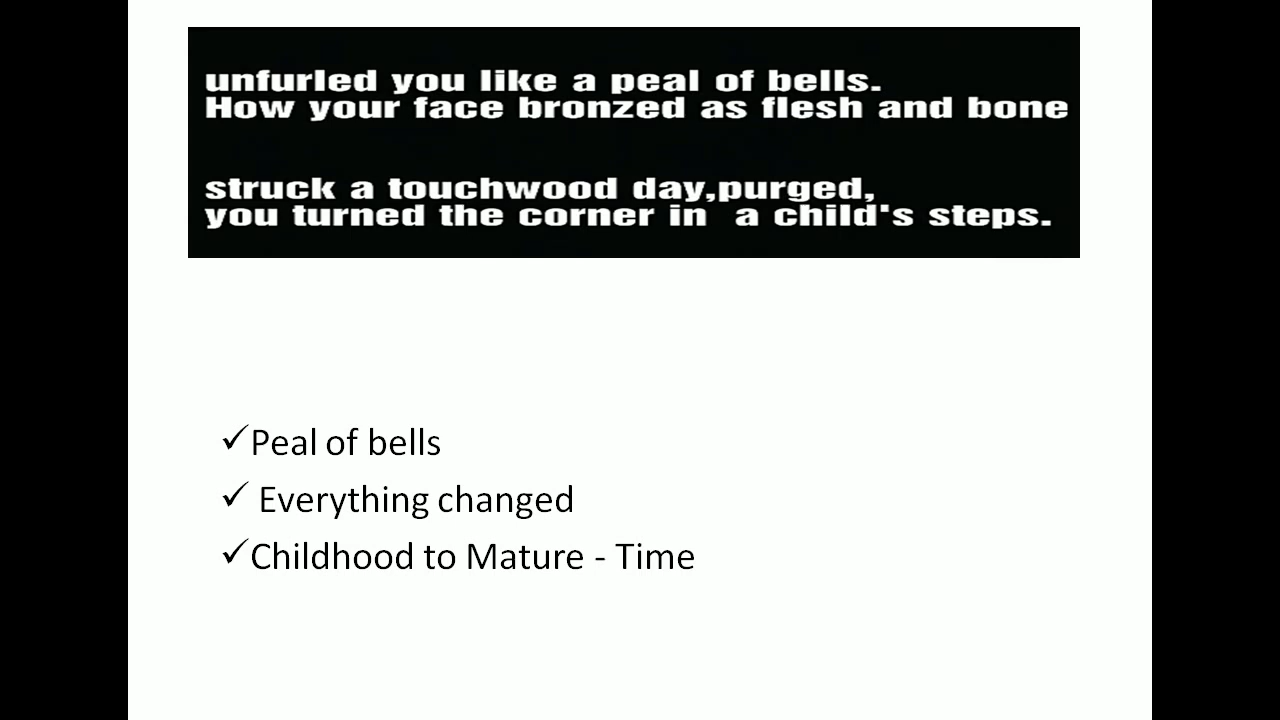 unfurled you like a peal of bells.
How your face bronzed as flesh and bone
struck a touchwood day,purged,
you turned the corner in a child's steps.
✓Peal of bells
✓ Everything changed
✓Childhood to Mature - Time